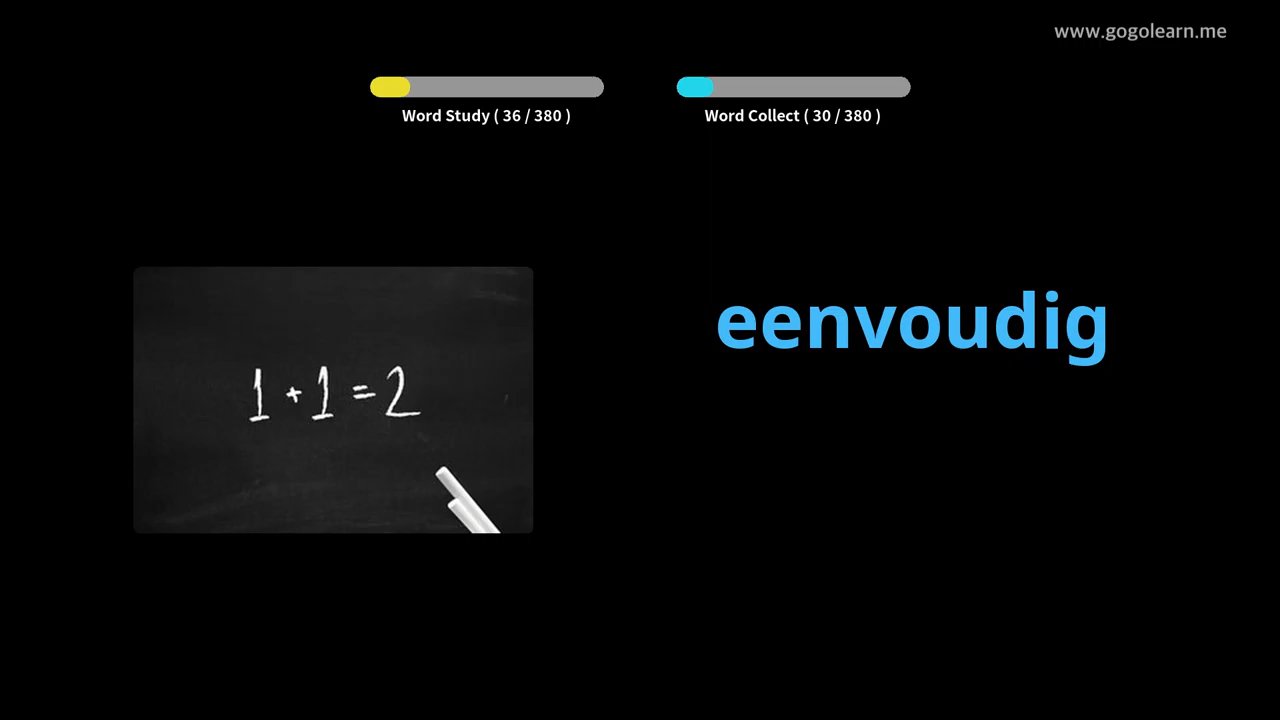 www.gogolearn.me
Word Study ( 36 / 380 )
Word Collect ( 30 / 380 )
eenvoudig
1 + 1 = 2